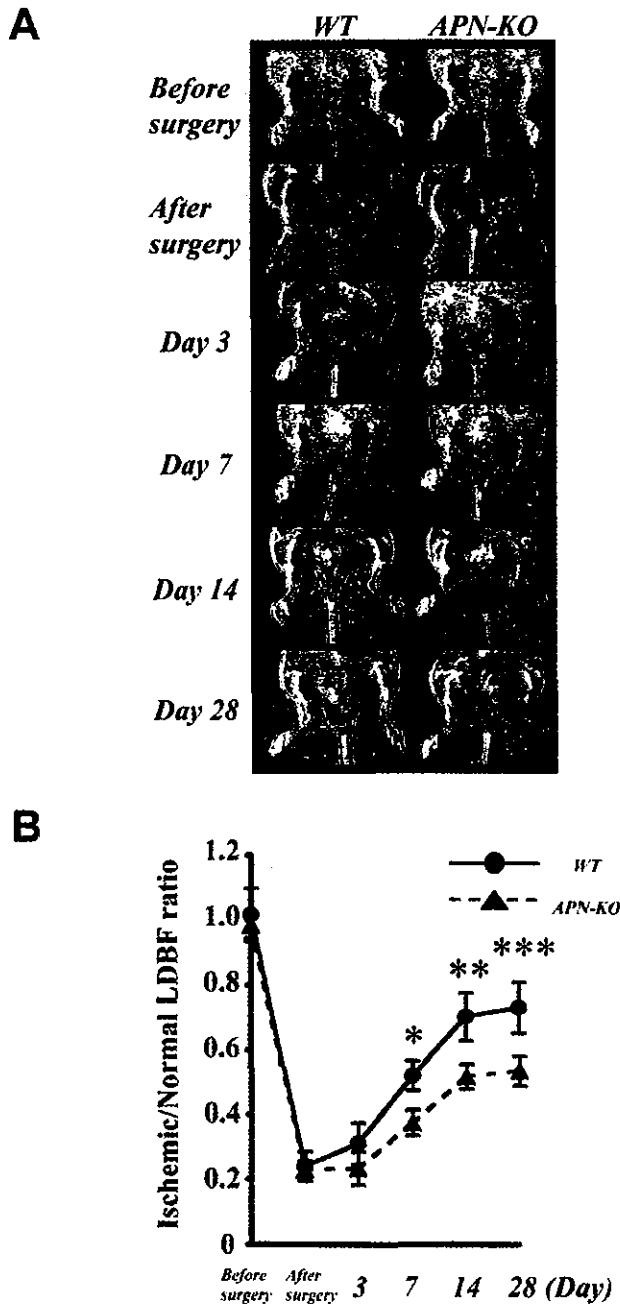 A
WT APN-KO
Before
surgery
After
surgery
Day 3
Day 7
Day 14
Day 28
B
Ischemic/Normal LDBF ratio
1.2
1.0
0.8
0.6
0.4
0.2
0
WT
APN-KO
*
**
***
Before After
surgery surgery 3 7 14 28 (Day)